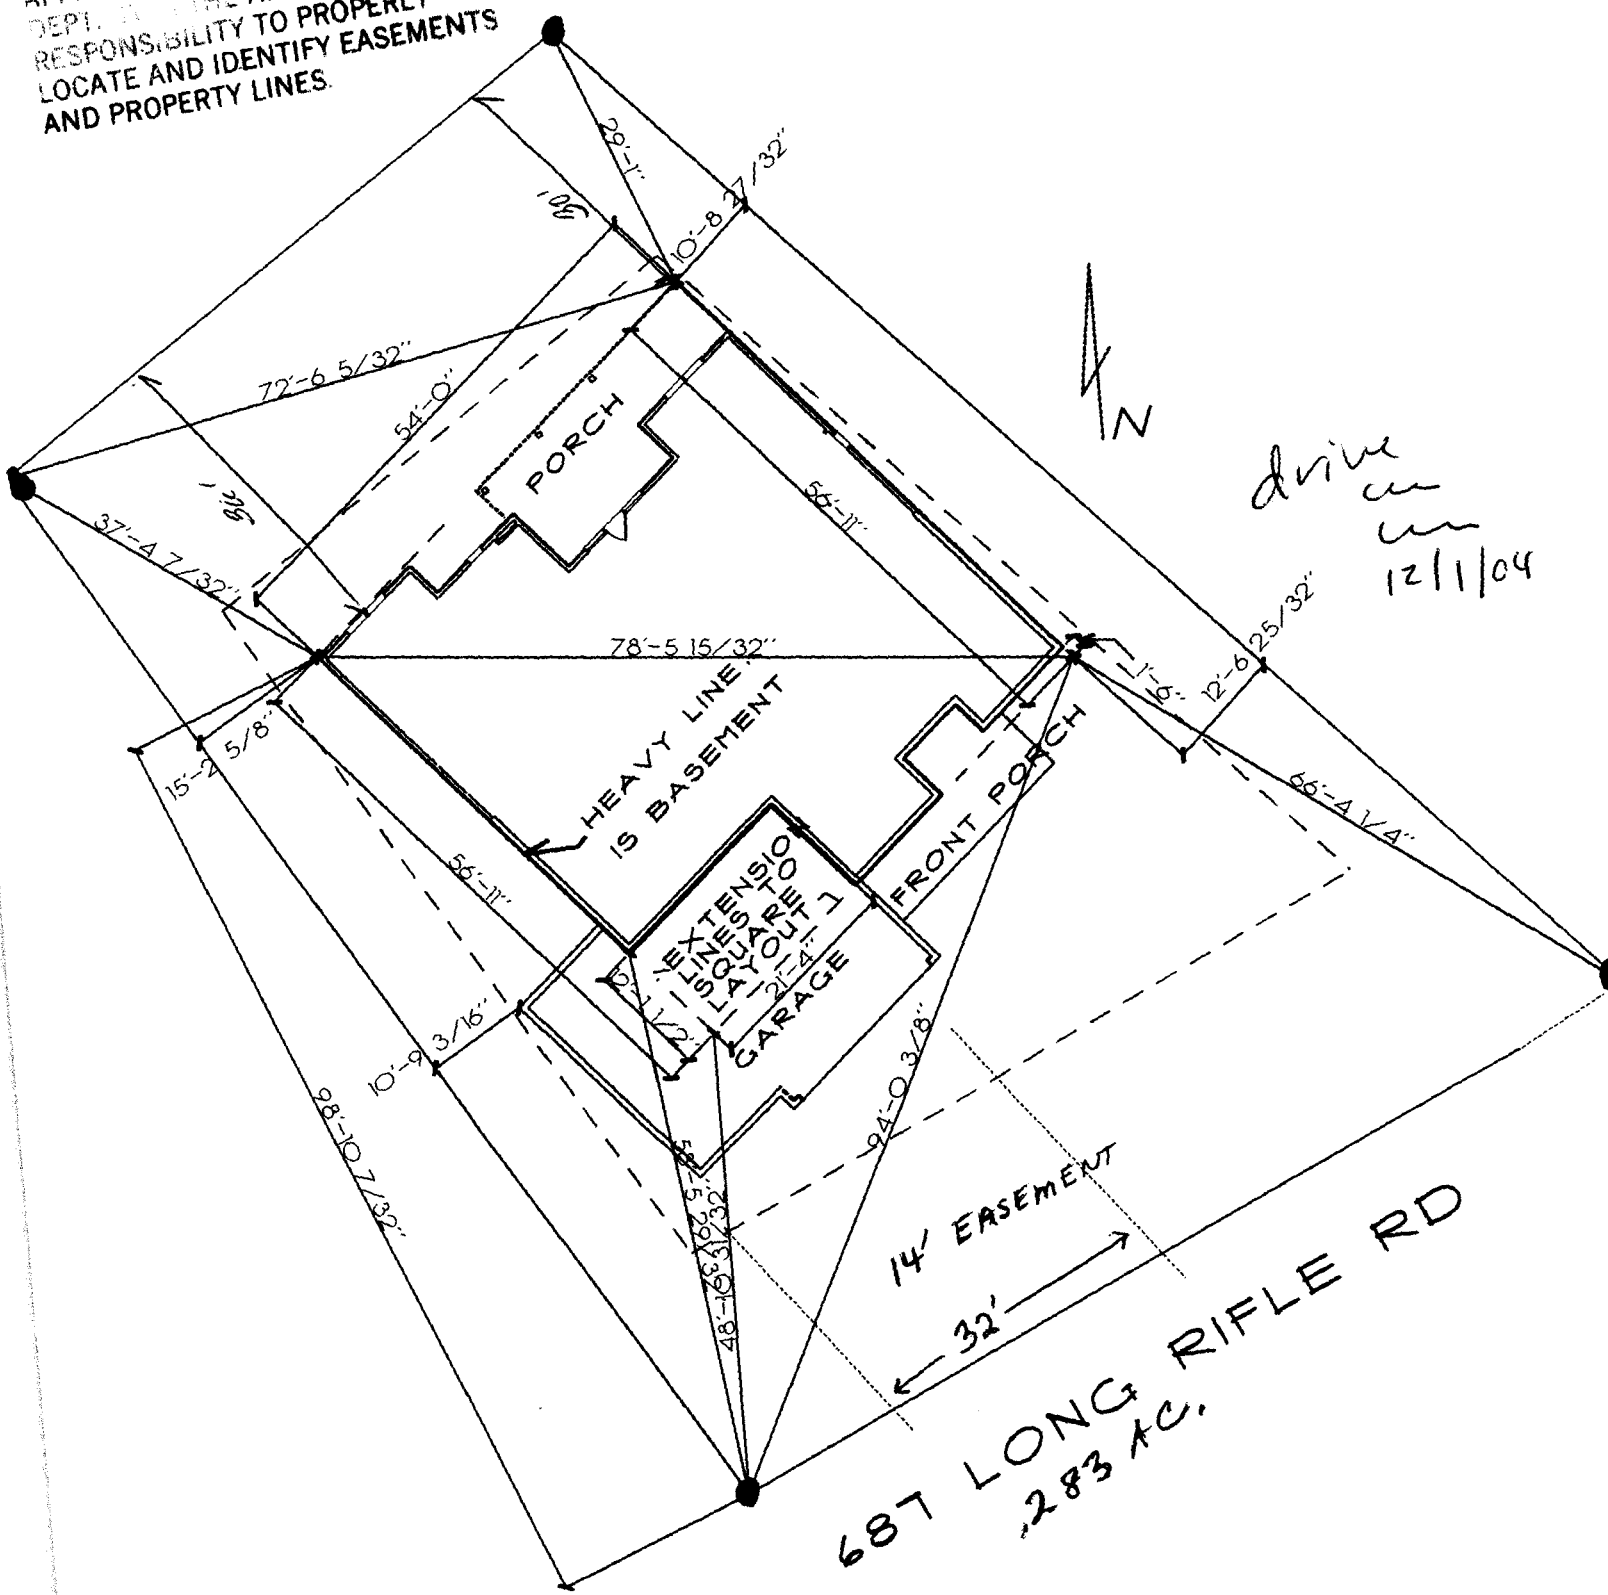 DEPT.
RESPONSIBILITY TO PROPERLY
LOCATE AND IDENTIFY EASEMENTS
AND PROPERTY LINES.
29'-1"
30'
10'-8 27/32"
72'-6 5/32"
54'-0"
PORCH
N
drive
12/1/04
37'-4 7/32"
56'-11"
78'-5 15/32"
HEAVY LINE
IS BASEMENT
1'-6"
12'-6 25/32"
15'-2 5/8"
FRONT PORCH
66'-4 1/4"
56'-11"
EXTENSIO
LINES TO
SQUARE
LAYOUT
21'-4"
GARAGE
10'-9 3/16"
98'-10 7/32"
94'-0 3/8"
14' EASEMENT
32'
687 LONG RIFLE RD
.283 AC.